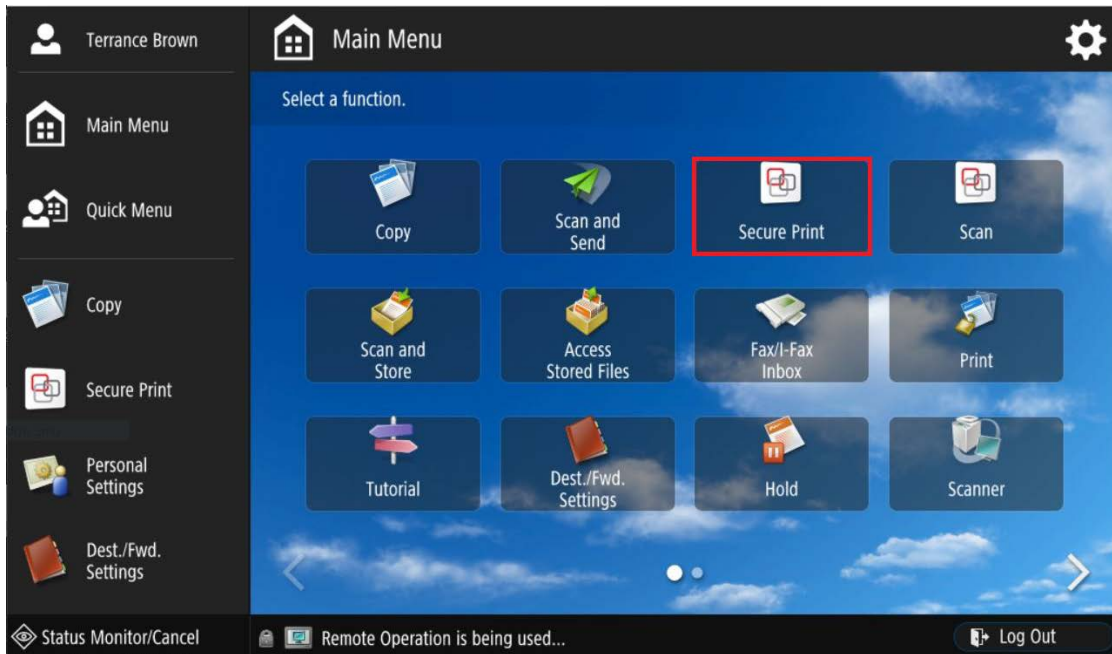 Terrance Brown
Main Menu
Main Menu
Quick Menu
Copy
Secure Print
Personal
Settings
Dest./Fwd.
Settings
Select a function.
Copy
Scan and
Send
Secure Print
Scan
Scan and
Store
Access
Stored Files
Fax/I-Fax
Inbox
Print
Tutorial
Dest./Fwd.
Settings
Hold
Scanner
Status Monitor/Cancel
Remote Operation is being used...
Log Out